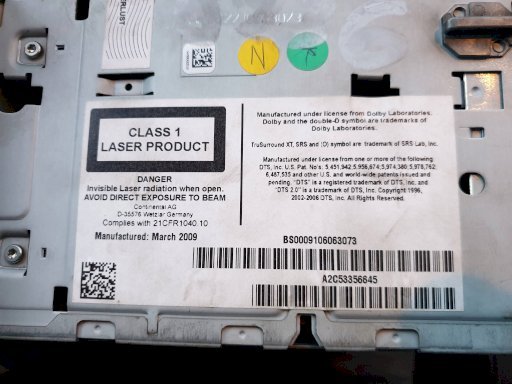 N
CLASS 1
LASER PRODUCT
DANGER
Invisible Laser radiation when open.
AVOID DIRECT EXPOSURE TO BEAM
Continental AG
D-35576 Wetzlar Germany
Complies with 21CFR1040.10
Manufactured: March 2009
Manufactured under license from Dolby Laboratories.
Dolby and the double-D symbol are trademarks of
Dolby Laboratories.
TruSurround XT, SRS and (O) symbol are trademark of SRS Lab, Inc.
Manufactured under license from one or more of the following
DTS, Inc. U.S. Pat. No's. 5,451,942;5,956,674;5,974,380;5,978,762;
6,487,535 and other U.S. and world-wide patents issued and
pending. "DTS" is a registered trademark of DTS, Inc. and
"DTS 2.0" is a trademark of DTS, Inc. Copyright 1996,
2002-2006 DTS, Inc. All Rights Reserved.
BS0009106063073
A2C53356645